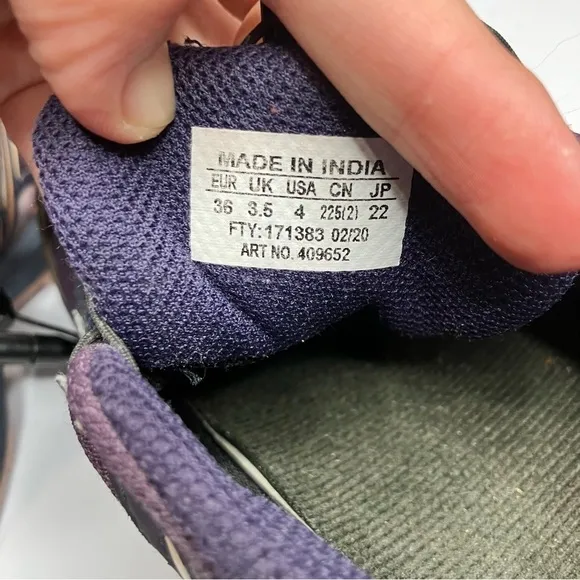 MADE IN INDIA
EUR UK USA CN JP
36 3.5 4 225(2) 22
FTY:171383 02/20
ART NO. 409652